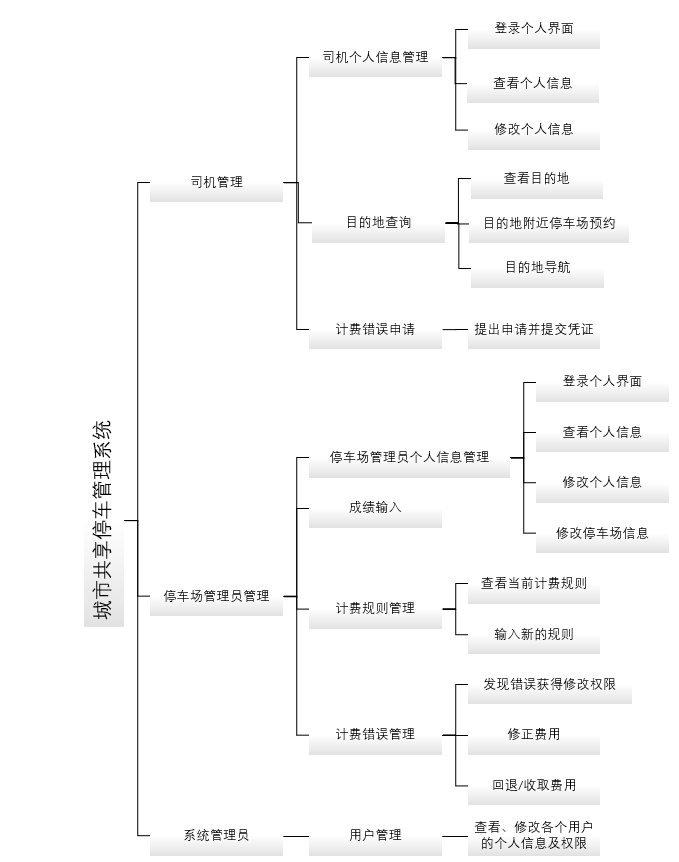 城市共享停车管理系统
司机管理
司机个人信息管理
登录个人界面
查看个人信息
修改个人信息
目的地查询
查看目的地
目的地附近停车场预约
目的地导航
计费错误申请
提出申请并提交凭证
停车场管理员管理
停车场管理员个人信息管理
登录个人界面
查看个人信息
修改个人信息
修改停车场信息
成绩输入
计费规则管理
查看当前计费规则
输入新的规则
计费错误管理
发现错误获得修改权限
修正费用
回退/收取费用
系统管理员
用户管理
查看、修改各个用户
的个人信息及权限